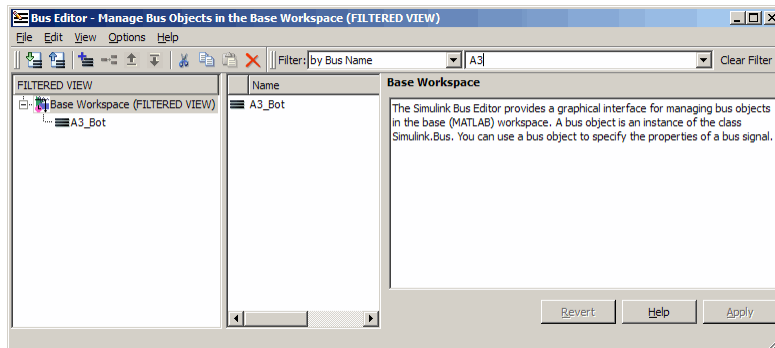 Bus Editor - Manage Bus Objects in the Base Workspace (FILTERED VIEW)
File Edit View Options Help
Filter: by Bus Name A3 Clear Filter
FILTERED VIEW
Base Workspace (FILTERED VIEW)
A3_Bot
Name
A3_Bot
Base Workspace
The Simulink Bus Editor provides a graphical interface for managing bus objects
in the base (MATLAB) workspace. A bus object is an instance of the class
Simulink.Bus. You can use a bus object to specify the properties of a bus signal.
Revert Help Apply